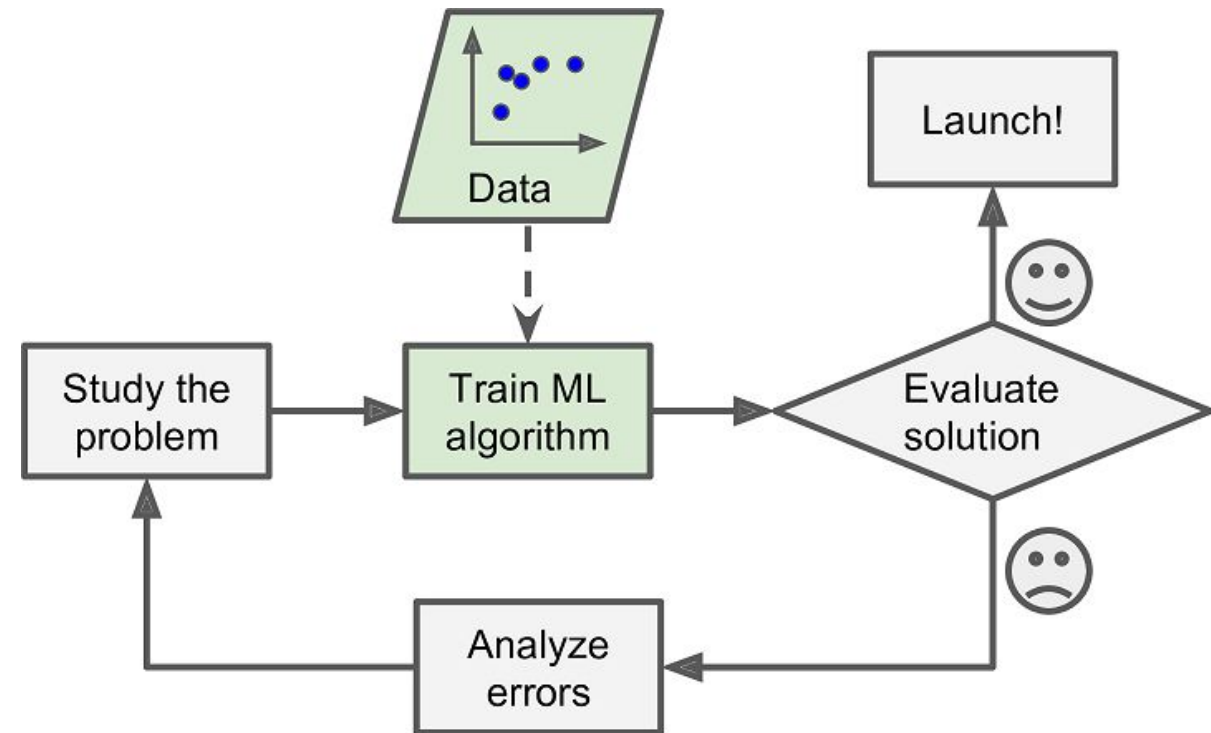 Data
Launch!
Study the
problem
Train ML
algorithm
Evaluate
solution
Analyze
errors